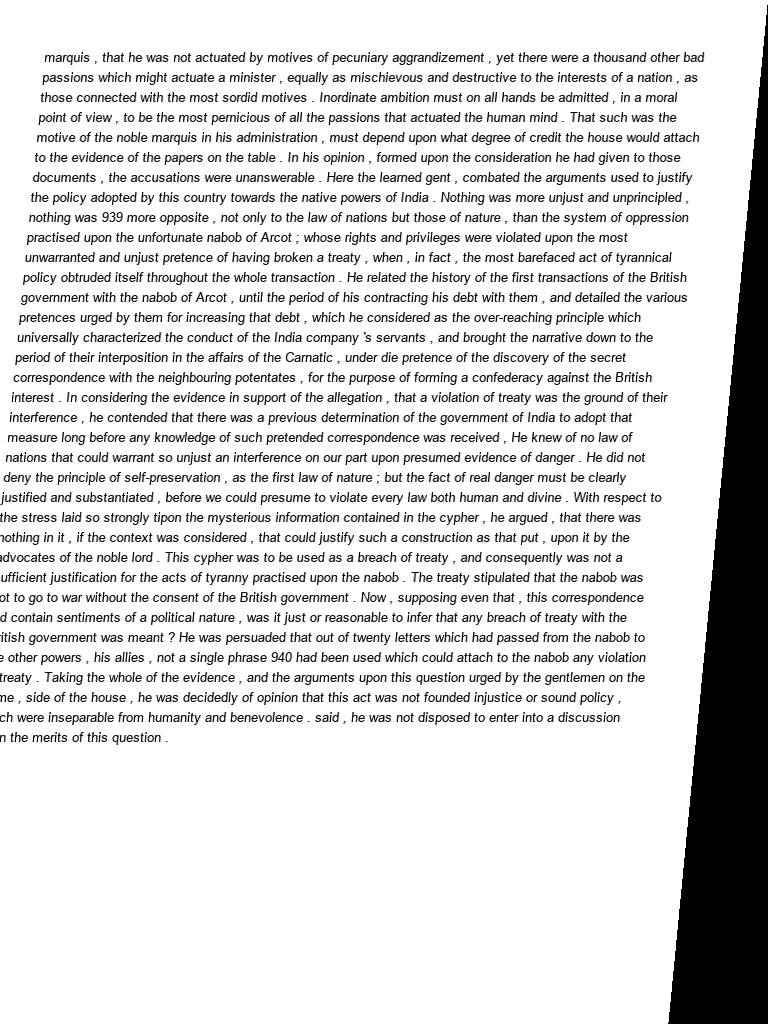 marquis , that he was not actuated by motives of pecuniary aggrandizement , yet there were a thousand other bad
passions which might actuate a minister , equally as mischievous and destructive to the interests of a nation , as
those connected with the most sordid motives . Inordinate ambition must on all hands be admitted , in a moral
point of view , to be the most pernicious of all the passions that actuated the human mind . That such was the
motive of the noble marquis in his administration , must depend upon what degree of credit the house would attach
to the evidence of the papers on the table . In his opinion , formed upon the consideration he had given to those
documents , the accusations were unanswerable . Here the learned gent , combated the arguments used to justify
the policy adopted by this country towards the native powers of India . Nothing was more unjust and unprincipled ,
nothing was 939 more opposite , not only to the law of nations but those of nature , than the system of oppression
practised upon the unfortunate nabob of Arcot ; whose rights and privileges were violated upon the most
unwarranted and unjust pretence of having broken a treaty , when , in fact , the most barefaced act of tyrannical
policy obtruded itself throughout the whole transaction . He related the history of the first transactions of the British
government with the nabob of Arcot , until the period of his contracting his debt with them , and detailed the various
pretences urged by them for increasing that debt , which he considered as the over-reaching principle which
universally characterized the conduct of the India company 's servants , and brought the narrative down to the
period of their interposition in the affairs of the Carnatic , under die pretence of the discovery of the secret
correspondence with the neighbouring potentates , for the purpose of forming a confederacy against the British
interest . In considering the evidence in support of the allegation , that a violation of treaty was the ground of their
interference , he contended that there was a previous determination of the government of India to adopt that
measure long before any knowledge of such pretended correspondence was received , He knew of no law of
nations that could warrant so unjust an interference on our part upon presumed evidence of danger . He did not
deny the principle of self-preservation , as the first law of nature ; but the fact of real danger must be clearly
justified and substantiated , before we could presume to violate every law both human and divine . With respect to
the stress laid so strongly tipon the mysterious information contained in the cypher , he argued , that there was
nothing in it , if the context was considered , that could justify such a construction as that put , upon it by the
advocates of the noble lord . This cypher was to be used as a breach of treaty , and consequently was not a
ufficient justification for the acts of tyranny practised upon the nabob . The treaty stipulated that the nabob was
ot to go to war without the consent of the British government . Now , supposing even that , this correspondence
d contain sentiments of a political nature , was it just or reasonable to infer that any breach of treaty with the
ritish government was meant ? He was persuaded that out of twenty letters which had passed from the nabob to
e other powers , his allies , not a single phrase 940 had been used which could attach to the nabob any violation
treaty . Taking the whole of the evidence , and the arguments upon this question urged by the gentlemen on the
me , side of the house , he was decidedly of opinion that this act was not founded injustice or sound policy ,
ch were inseparable from humanity and benevolence . said , he was not disposed to enter into a discussion
n the merits of this question .